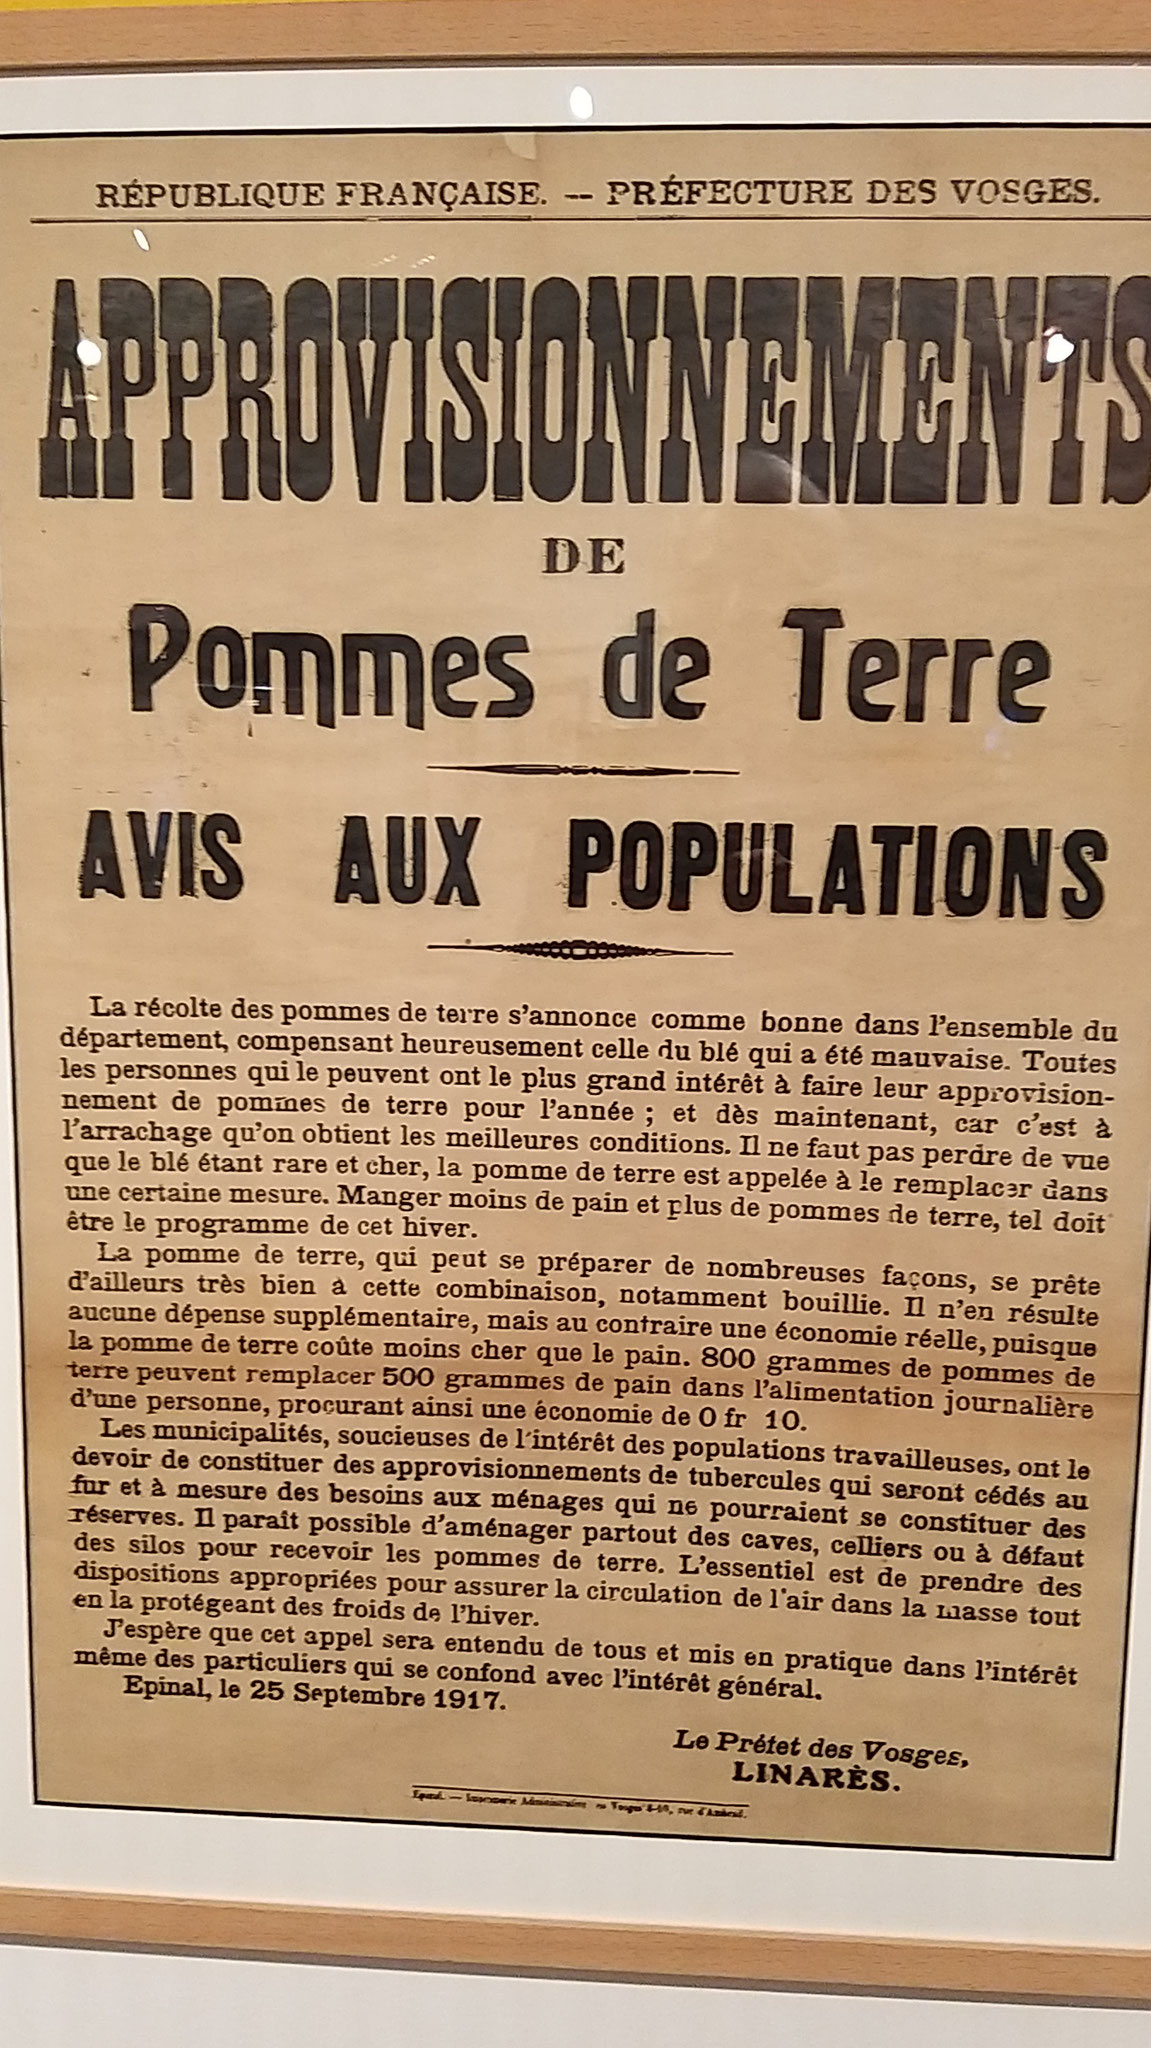 RÉPUBLIQUE FRANÇAISE. -- PRÉFECTURE DES VOSGES.
APPROVISIONNEMENTS
DE
Pommes de Terre
AVIS AUX POPULATIONS
La récolte des pommes de terre s'annonce comme bonne dans l'ensemble du
département, compensant heureusement celle du blé qui a été mauvaise. Toutes
les personnes qui le peuvent ont le plus grand intérêt à faire leur approvision-
nement de pommes de terre pour l'année ; et dès maintenant, car c'est à
l'arrachage qu'on obtient les meilleures conditions. Il ne faut pas perdre de vue
que le blé étant rare et cher, la pomme de terre est appelée à le remplacer dans
une certaine mesure. Manger moins de pain et plus de pommes de terre, tel doit
être le programme de cet hiver.
La pomme de terre, qui peut se préparer de nombreuses façons, se prête
d'ailleurs très bien à cette combinaison, notamment bouillie. Il n'en résulte
aucune dépense supplémentaire, mais au contraire une économie réelle, puisque
la pomme de terre coûte moins cher que le pain. 800 grammes de pommes de
terre peuvent remplacer 500 grammes de pain dans l'alimentation journalière
d'une personne, procurant ainsi une économie de 0 fr 10.
Les municipalités, soucieuses de l'intérêt des populations travailleuses, ont le
devoir de constituer des approvisionnements de tubercules qui seront cédés au
fur et à mesure des besoins aux ménages qui ne pourraient se constituer des
réserves. Il paraît possible d'aménager partout des caves, celliers ou à défaut
des silos pour recevoir les pommes de terre. L'essentiel est de prendre des
dispositions appropriées pour assurer la circulation de l'air dans la masse tout
en la protégeant des froids de l'hiver.
J'espère que cet appel sera entendu de tous et mis en pratique dans l'intérêt
même des particuliers qui se confond avec l'intérêt général.
Epinal, le 25 Septembre 1917.
Le Préfet des Vosges,
LINARÈS.
Epinal. — Imprimerie